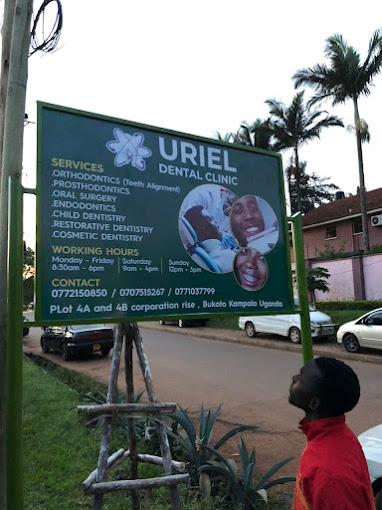 URIEL
DENTAL CLINIC
SERVICES
.ORTHODONTICS (Teeth Alignment)
.PROSTHODONTICS
.ORAL SURGERY
.ENDODONTICS
.CHILD DENTISTRY
.RESTORATIVE DENTISTRY
.COSMETIC DENTISTRY
WORKING HOURS
Monday - Friday Saturday Sunday
8:30am - 6pm 9am - 4pm 12pm - 3pm
CONTACT
0772150850 / 0707515267 / 0771037799
PLot 4A and 4B corporation rise , Bukoto Kampala Uganda